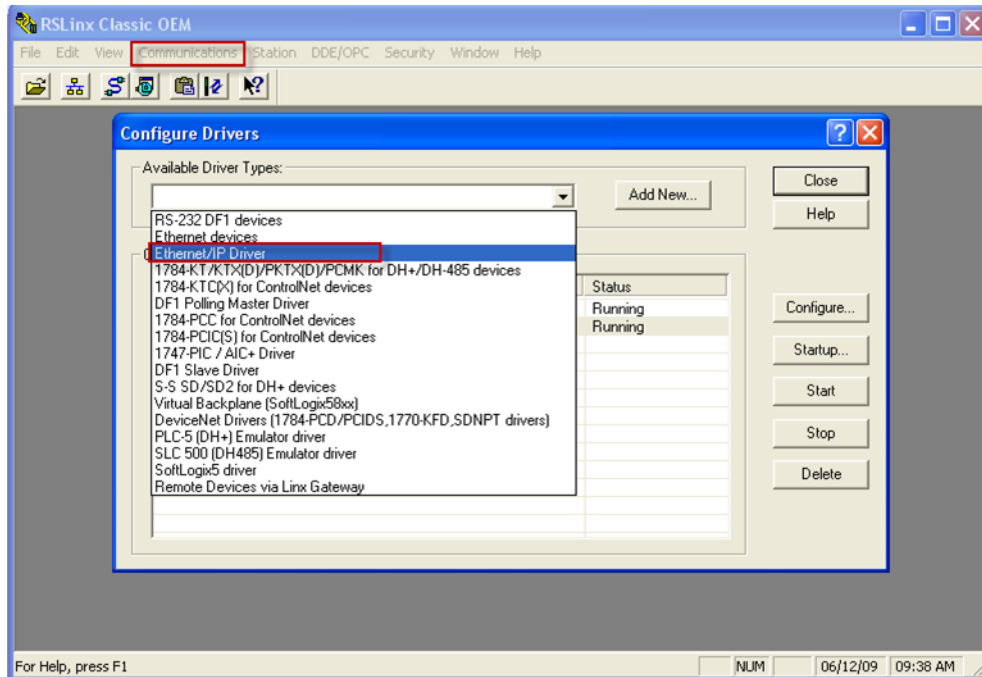 RSLinx Classic OEM
File Edit View Communications Station DDE/OPC Security Window Help
Configure Drivers
Available Driver Types:
Add New...
Close
Help
RS-232 DF1 devices
Ethernet devices
Ethernet/IP Driver
1784-KT/KTX(D)/PKTX(D)/PCMK for DH+/DH-485 devices
1784-KTC(X) for ControlNet devices
DF1 Polling Master Driver
1784-PCC for ControlNet devices
1784-PCIC(S) for ControlNet devices
1747-PIC / AIC+ Driver
DF1 Slave Driver
S-S SD/SD2 for DH+ devices
Virtual Backplane (SoftLogix58xx)
DeviceNet Drivers (1784-PCD/PCIDS,1770-KFD,SDNPT drivers)
PLC-5 (DH+) Emulator driver
SLC 500 (DH485) Emulator driver
SoftLogix5 driver
Remote Devices via Linx Gateway
Status
Running
Running
Configure...
Startup...
Start
Stop
Delete
For Help, press F1
NUM
06/12/09
09:38 AM